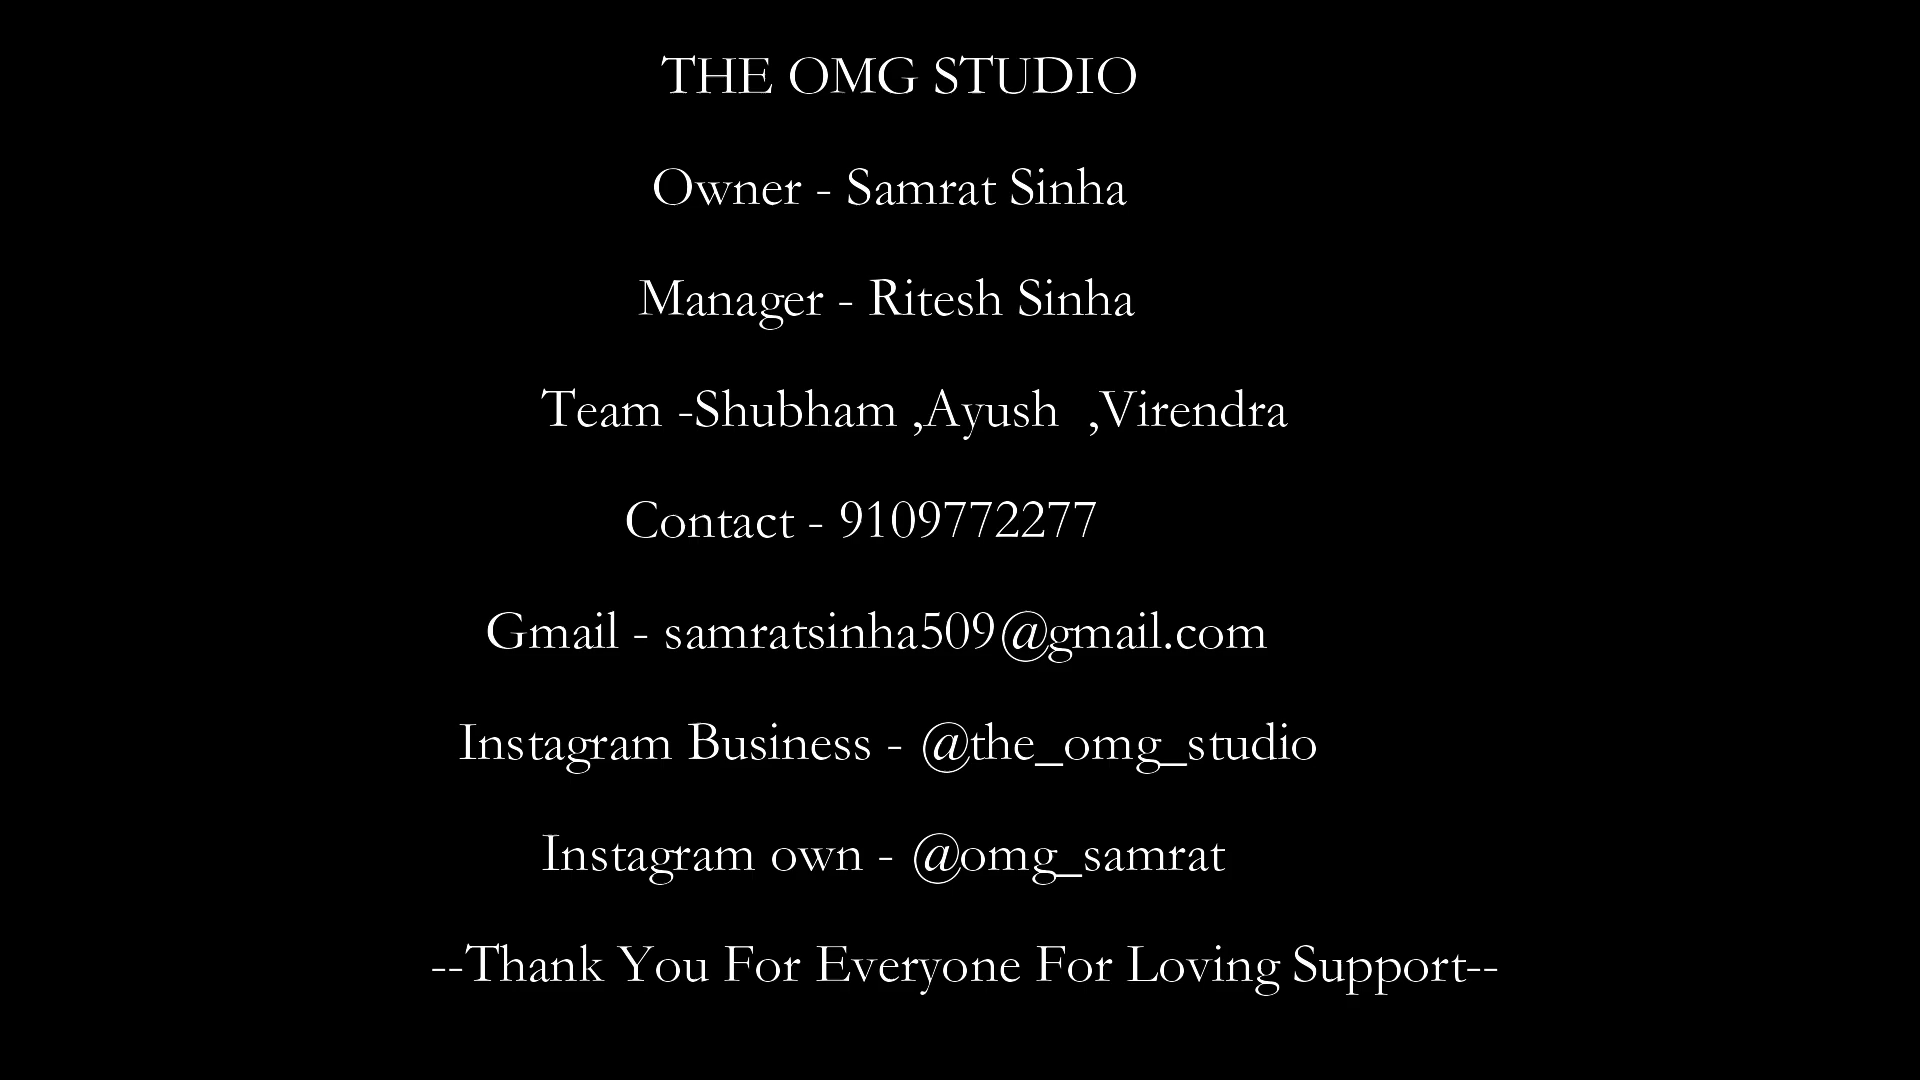 THE OMG STUDIO
Owner - Samrat Sinha
Manager - Ritesh Sinha
Team -Shubham ,Ayush  ,Virendra
Contact - 9109772277
Gmail - samratsinha509@gmail.com
Instagram Business - @the_omg_studio
Instagram own - @omg_samrat
--Thank You For Everyone For Loving Support--